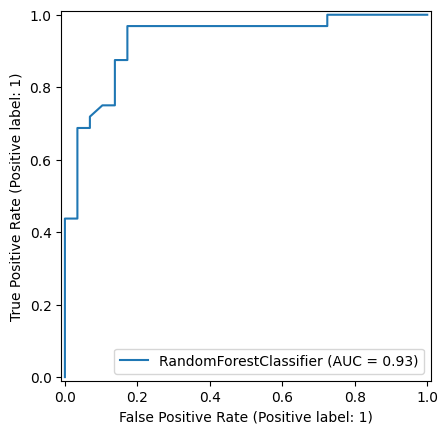 1.0
0.8
0.6
0.4
0.2
0.0
True Positive Rate (Positive label: 1)
RandomForestClassifier (AUC = 0.93)
0.0 0.2 0.4 0.6 0.8 1.0
False Positive Rate (Positive label: 1)